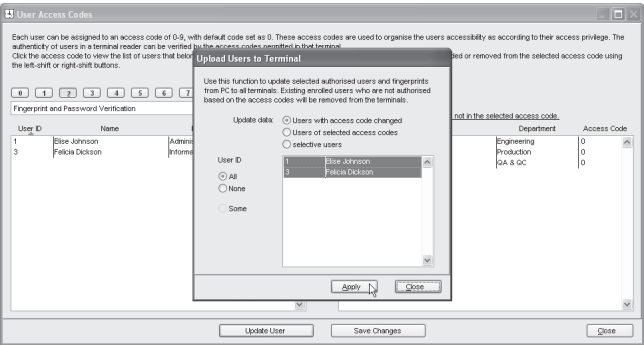 User Access Codes
Each user can be assigned to an access code of 0-9, with default code set as 0. These access codes are used to organise the users accessibility as according to their access privilege. The
authenticity of users in a terminal reader can be verified by the access codes permitted in that terminal.
Click the access code to view the list of users that belon
ded or removed from the selected access code using
the left-shift or right-shift buttons.
0 1 2 3 4 5 6 7
Fingerprint and Password Verification
not in the selected access code.
User ID Name
Department Access Code
1 Elise Johnson Adminis
3 Felicia Dickson Informa
Engineering 0
Production 0
QA & QC 0
Upload Users to Terminal
Use this function to update selected authorised users and fingerprints
from PC to all terminals. Existing enrolled users who are not authorised
based on the access codes will be removed from the terminals.
Update data: Users with access code changed
Users of selected access codes
selective users
User ID
All
None
Some
1 Elise Johnson
3 Felicia Dickson
Apply Close
Update User Save Changes Close